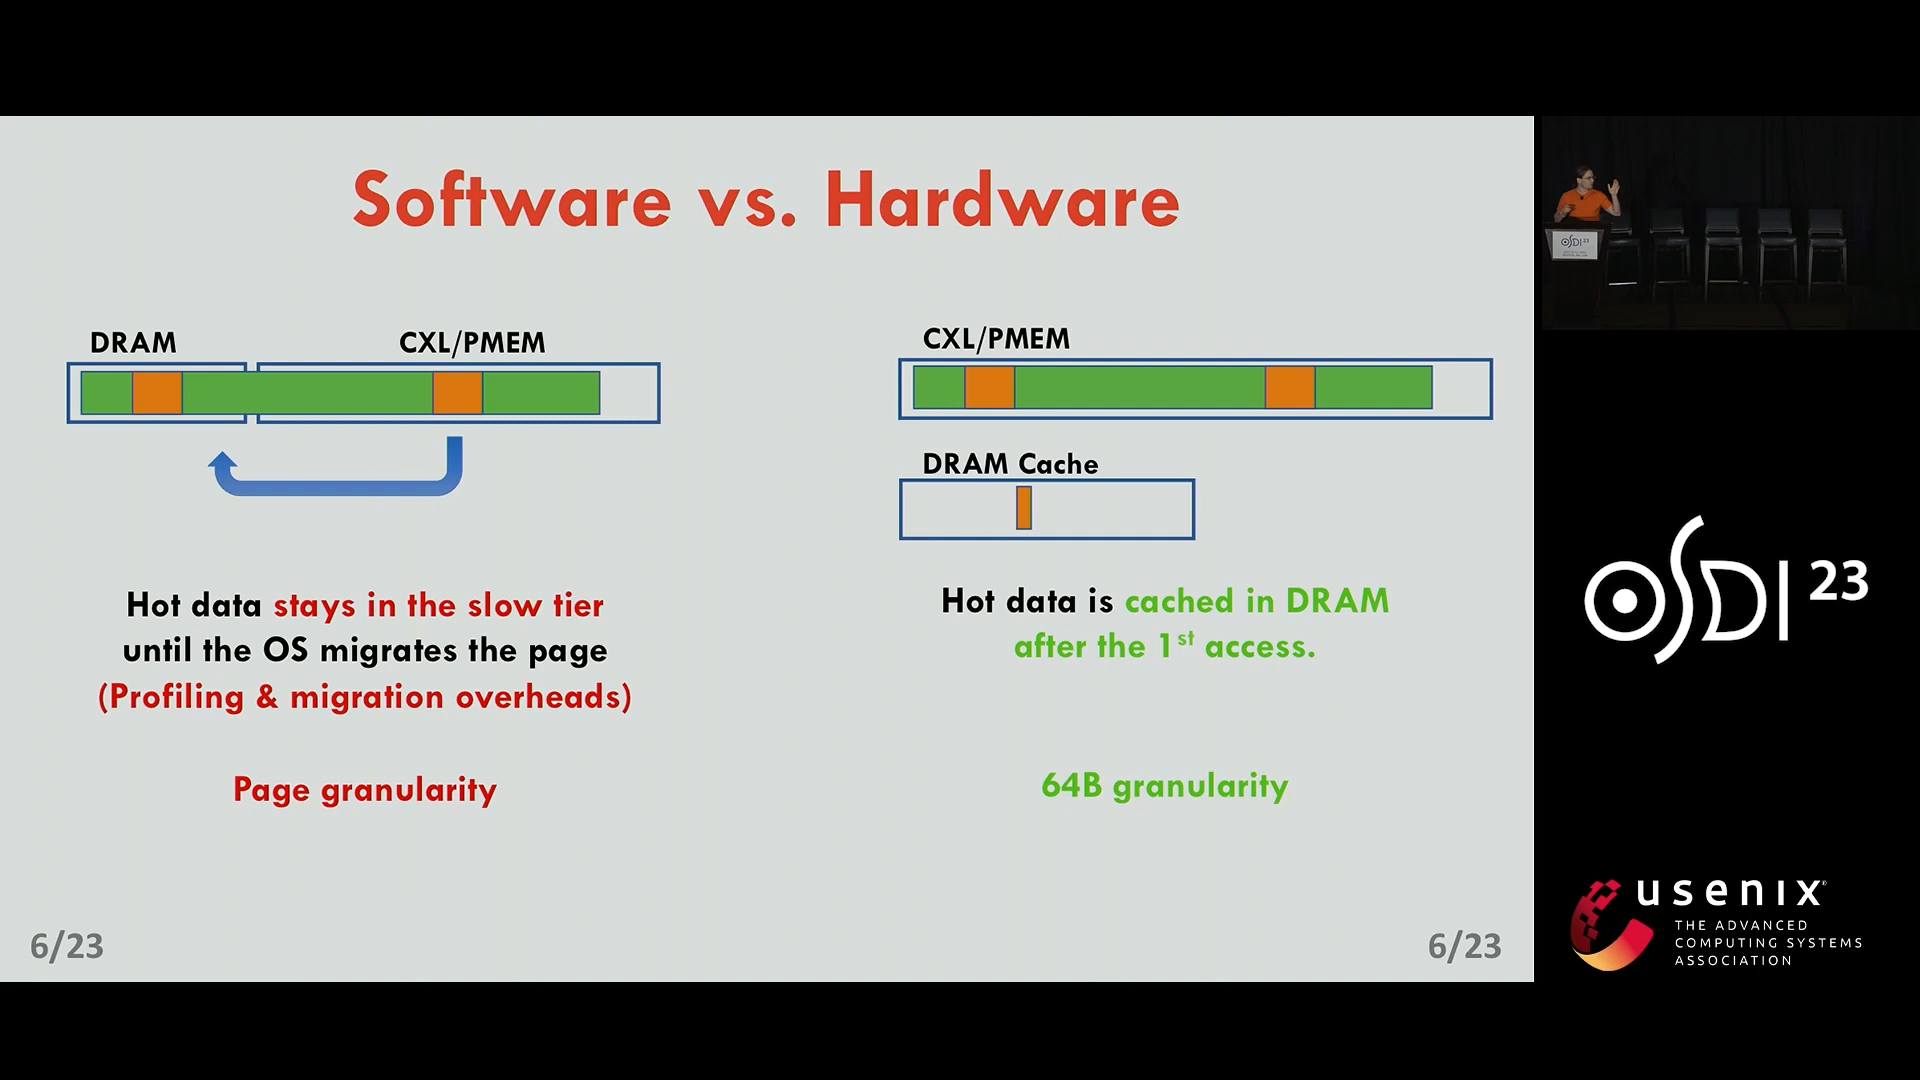 Software vs. Hardware
DRAM
CXL/PMEM
Hot data stays in the slow tier
until the OS migrates the page
(Profiling & migration overheads)
Page granularity
CXL/PMEM
DRAM Cache
Hot data is cached in DRAM
after the 1st access.
64B granularity
6/23
6/23
OSDI 23
OSDI 23
usenix
THE ADVANCED
COMPUTING SYSTEMS
ASSOCIATION